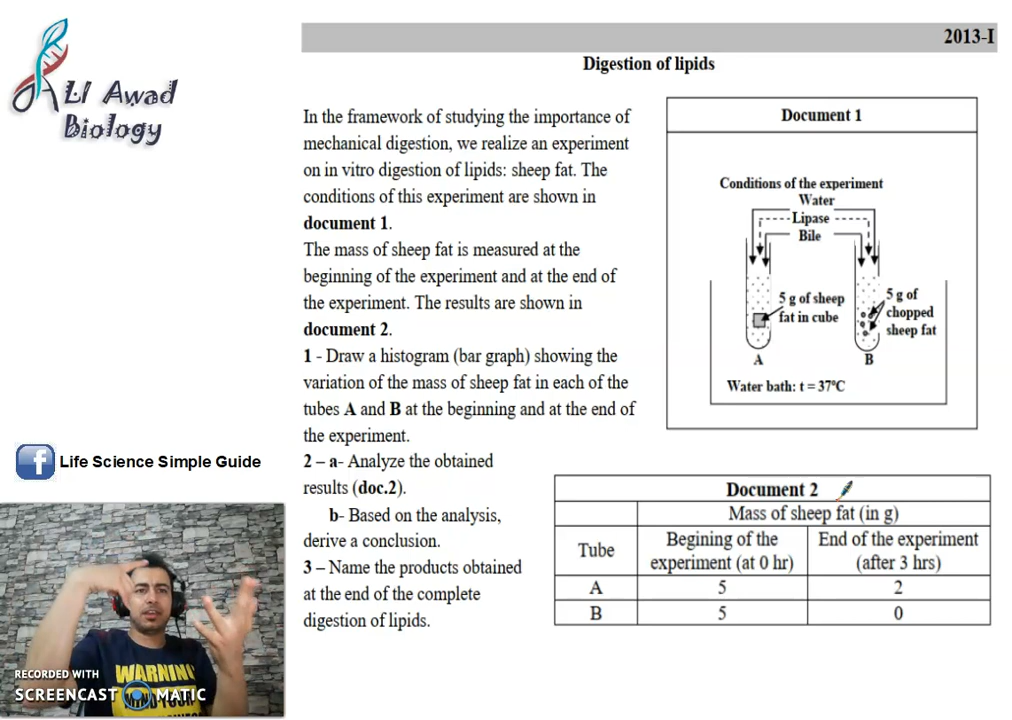 ALI Awad
Biology
2013-I
Digestion of lipids
In the framework of studying the importance of
mechanical digestion, we realize an experiment
on in vitro digestion of lipids: sheep fat. The
conditions of this experiment are shown in
document 1.
The mass of sheep fat is measured at the
beginning of the experiment and at the end of
the experiment. The results are shown in
document 2.
1 - Draw a histogram (bar graph) showing the
variation of the mass of sheep fat in each of the
tubes A and B at the beginning and at the end of
the experiment.
2 – a- Analyze the obtained
results (doc.2).
b- Based on the analysis,
derive a conclusion.
3 – Name the products obtained
at the end of the complete
digestion of lipids.
Document 1
Conditions of the experiment
Water
Lipase
Bile
5 g of sheep
fat in cube
5 g of
chopped
sheep fat
A
B
Water bath: t = 37ºC
Document 2
Mass of sheep fat (in g)
Tube
Begining of the
experiment (at 0 hr)
End of the experiment
(after 3 hrs)
A 5 2
B 5 0
f Life Science Simple Guide
WARNING
RECORDED WITH
SCREENCAST MATIC